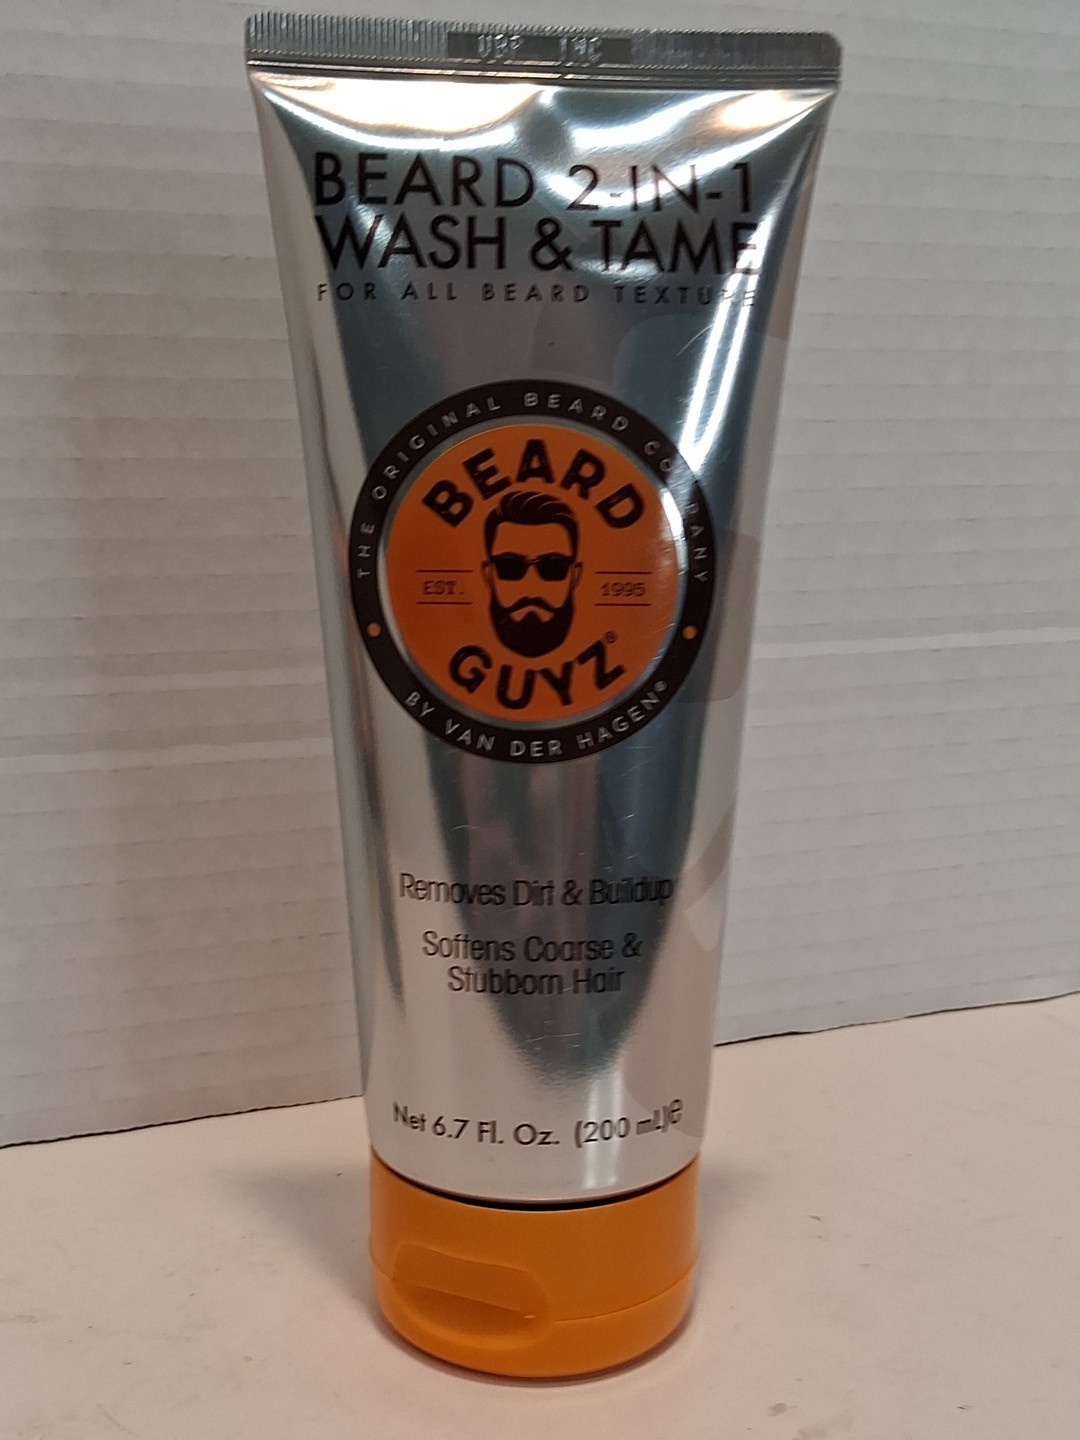 BEARD 2-IN-1
WASH & TAME
FOR ALL BEARD TEXTURE
THE ORIGINAL BEARD COMPANY
BEARD
EST. 1995
GUYZ®
BY VAN DER HAGEN®
Removes Dirt & Buildup
Softens Coarse &
Stubborn Hair
Net 6.7 Fl. Oz. (200 mL)℮